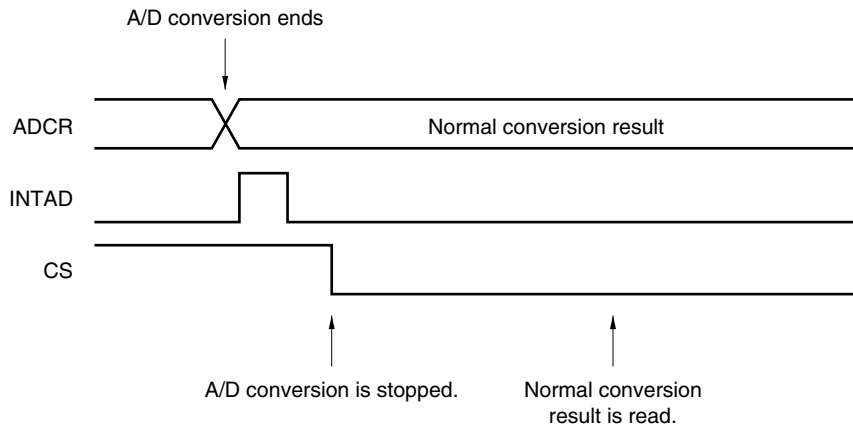 A/D conversion ends
ADCR
Normal conversion result
INTAD
CS
A/D conversion is stopped.
Normal conversion
result is read.